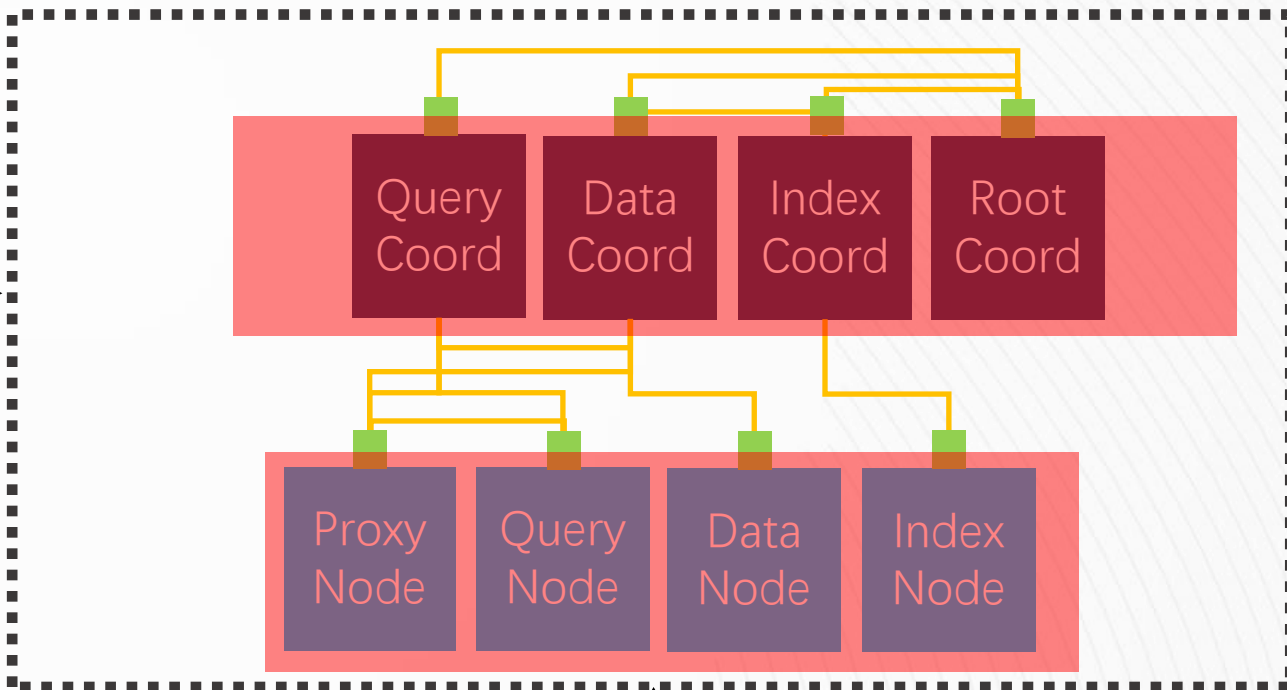 Query
Coord
Data
Coord
Index
Coord
Root
Coord
Proxy
Node
Query
Node
Data
Node
Index
Node